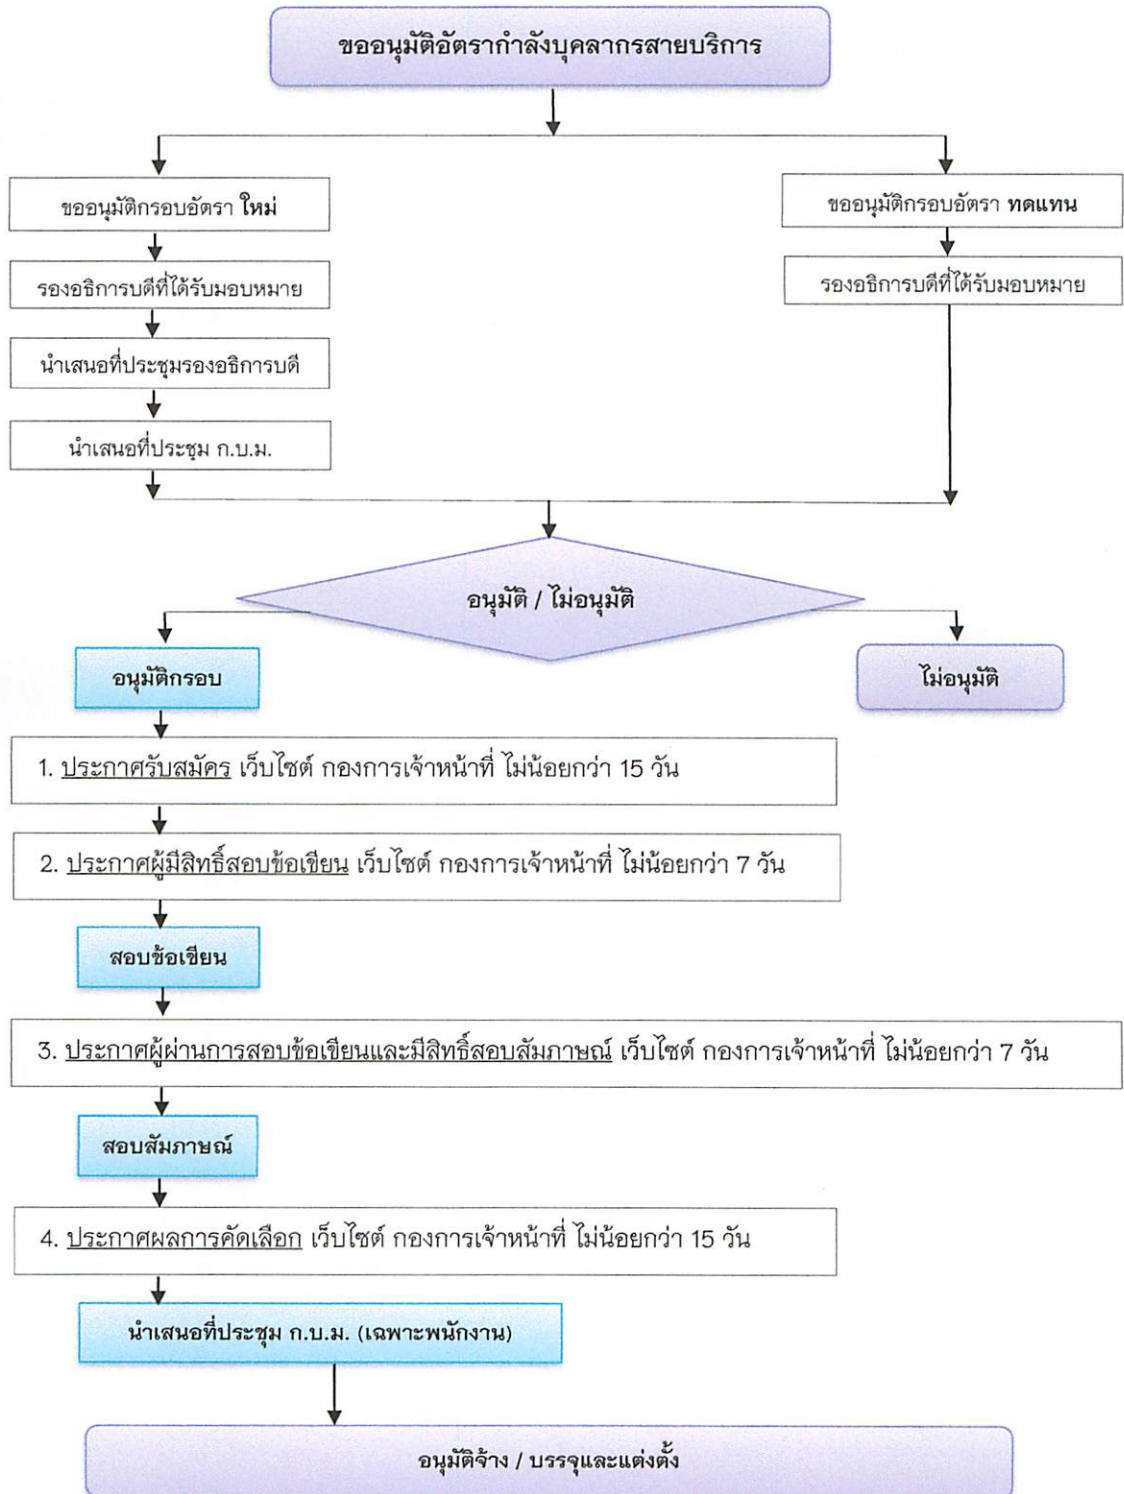 ขออนุมัติอัตรากำลังบุคลากรสายบริการ
ขออนุมัติกรอบอัตรา ใหม่
รองอธิการบดีที่ได้รับมอบหมาย
นำเสนอที่ประชุมรองอธิการบดี
นำเสนอที่ประชุม ก.บ.ม.
ขออนุมัติกรอบอัตรา ทดแทน
รองอธิการบดีที่ได้รับมอบหมาย
อนุมัติ / ไม่อนุมัติ
อนุมัติกรอบ
ไม่อนุมัติ
1. ประกาศรับสมัคร เว็บไซต์ กองการเจ้าหน้าที่ ไม่น้อยกว่า 15 วัน
2. ประกาศผู้มีสิทธิ์สอบข้อเขียน เว็บไซต์ กองการเจ้าหน้าที่ ไม่น้อยกว่า 7 วัน
สอบข้อเขียน
3. ประกาศผู้ผ่านการสอบข้อเขียนและมีสิทธิ์สอบสัมภาษณ์ เว็บไซต์ กองการเจ้าหน้าที่ ไม่น้อยกว่า 7 วัน
สอบสัมภาษณ์
4. ประกาศผลการคัดเลือก เว็บไซต์ กองการเจ้าหน้าที่ ไม่น้อยกว่า 15 วัน
นำเสนอที่ประชุม ก.บ.ม. (เฉพาะพนักงาน)
อนุมัติจ้าง / บรรจุและแต่งตั้ง